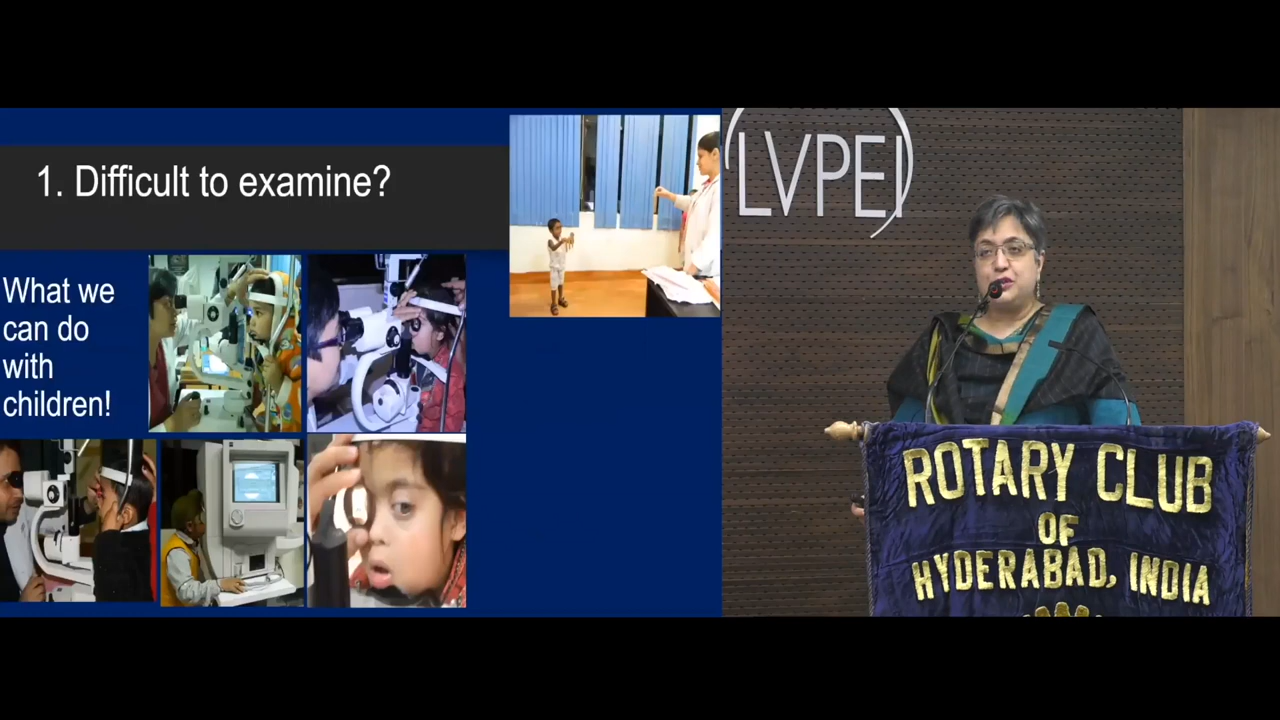 1. Difficult to examine?
What we
can do
with
children!
LVPEI
ROTARY CLUB
OF
HYDERABAD, INDIA